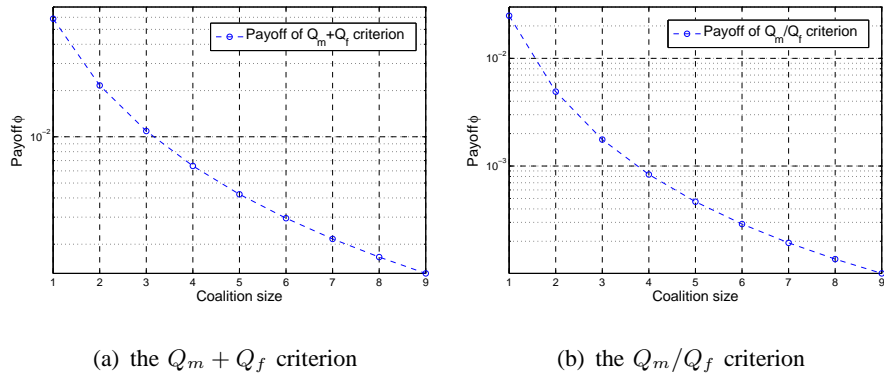 Payoff of Q_m+Q_f criterion
10^-2
Payoff ϕ
1 2 3 4 5 6 7 8 9
Coalition size
(a) the Q_m + Q_f criterion
Payoff of Q_m/Q_f criterion
10^-2
10^-3
Payoff ϕ
1 2 3 4 5 6 7 8 9
Coalition size
(b) the Q_m/Q_f criterion